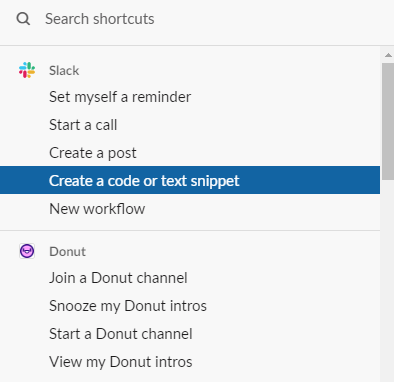 Search shortcuts
Slack
Set myself a reminder
Start a call
Create a post
Create a code or text snippet
New workflow
Donut
Join a Donut channel
Snooze my Donut intros
Start a Donut channel
View my Donut intros